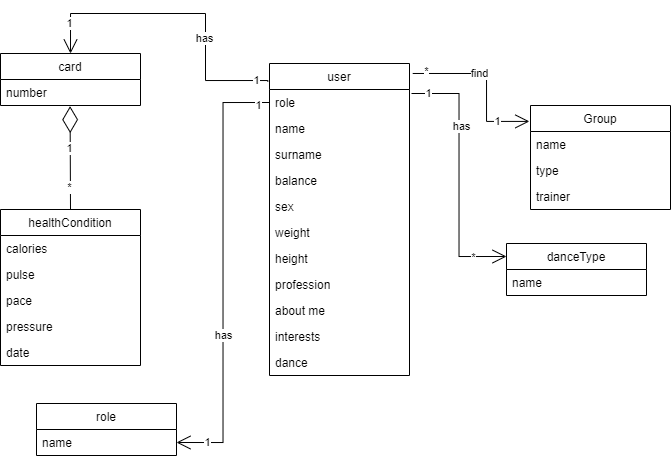 1
has
card
number
1
user
1
role
name
surname
balance
sex
weight
height
profession
about me
interests
dance
*
find
1
has
1
Group
name
type
trainer
1
*
healthCondition
calories
pulse
pace
pressure
date
*
danceType
name
has
role
name
1